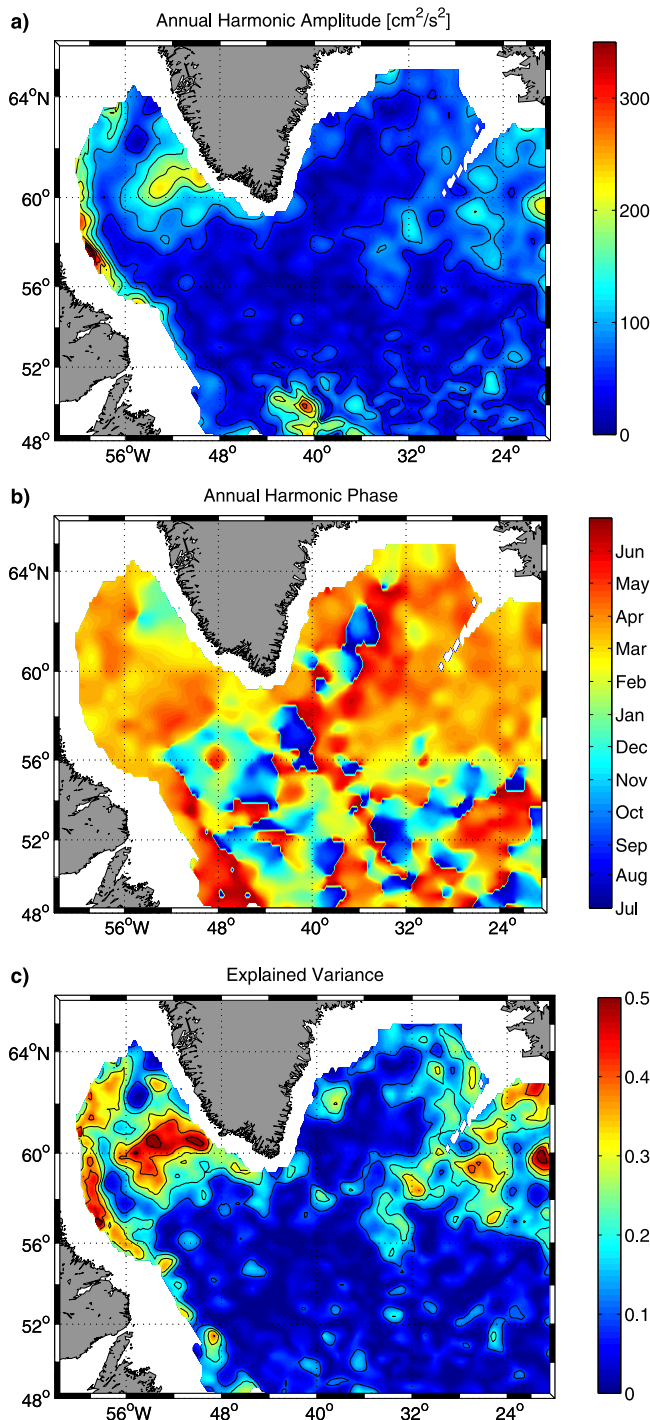 a)
Annual Harmonic Amplitude [cm²/s²]
64°N
60°
56°
52°
48°
56°W
48°
40°
32°
24°
300
200
100
0
b)
Annual Harmonic Phase
64°N
60°
56°
52°
48°
56°W
48°
40°
32°
24°
Jun
May
Apr
Mar
Feb
Jan
Dec
Nov
Oct
Sep
Aug
Jul
c)
Explained Variance
64°N
60°
56°
52°
48°
56°W
48°
40°
32°
24°
0.5
0.4
0.3
0.2
0.1
0